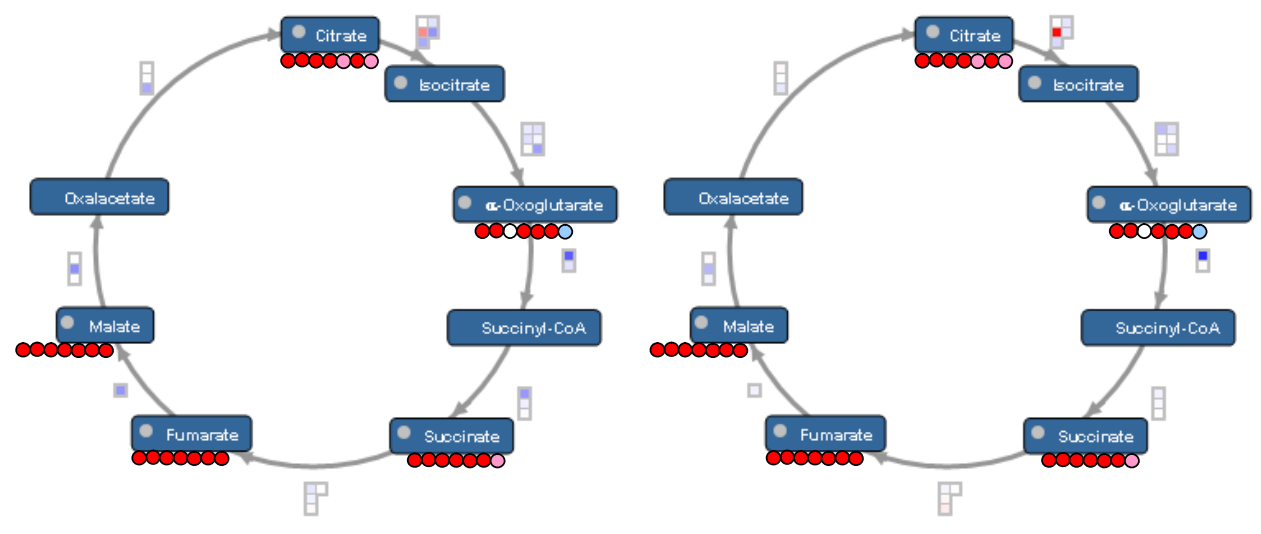 Citrate
Isocitrate
Oxalacetate
α-Oxoglutarate
Malate
Succinyl-CoA
Fumarate
Succinate
Citrate
Isocitrate
Oxalacetate
α-Oxoglutarate
Malate
Succinyl-CoA
Fumarate
Succinate